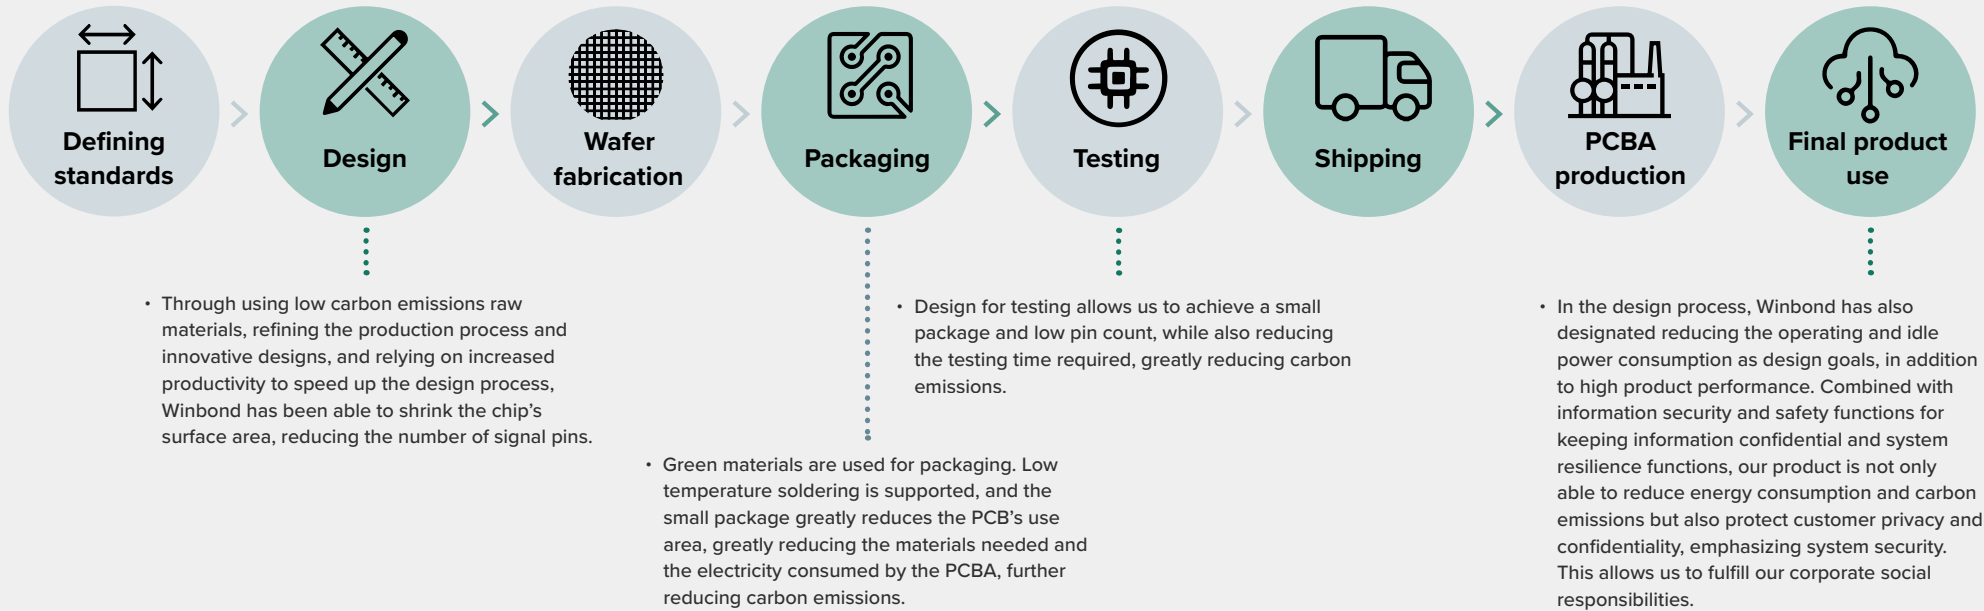 Defining
standards
Design
Wafer
fabrication
Packaging
Testing
Shipping
PCBA
production
Final product
use
• Through using low carbon emissions raw
materials, refining the production process and
innovative designs, and relying on increased
productivity to speed up the design process,
Winbond has been able to shrink the chip’s
surface area, reducing the number of signal pins.
• Green materials are used for packaging. Low
temperature soldering is supported, and the
small package greatly reduces the PCB’s use
area, greatly reducing the materials needed and
the electricity consumed by the PCBA, further
reducing carbon emissions.
• Design for testing allows us to achieve a small
package and low pin count, while also reducing
the testing time required, greatly reducing carbon
emissions.
• In the design process, Winbond has also
designated reducing the operating and idle
power consumption as design goals, in addition
to high product performance. Combined with
information security and safety functions for
keeping information confidential and system
resilience functions, our product is not only
able to reduce energy consumption and carbon
emissions but also protect customer privacy and
confidentiality, emphasizing system security.
This allows us to fulfill our corporate social
responsibilities.